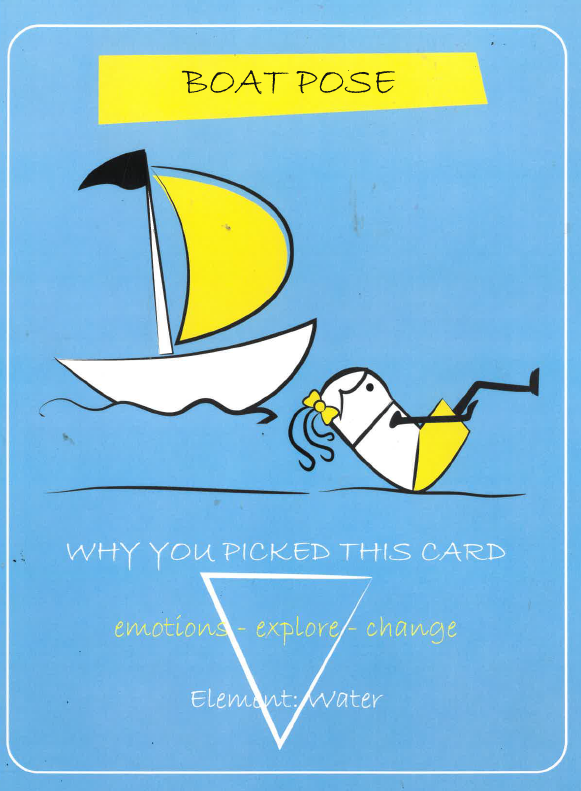 BOAT POSE
WHY YOU PICKED THIS CARD
emotions - explore - change
Element: Water